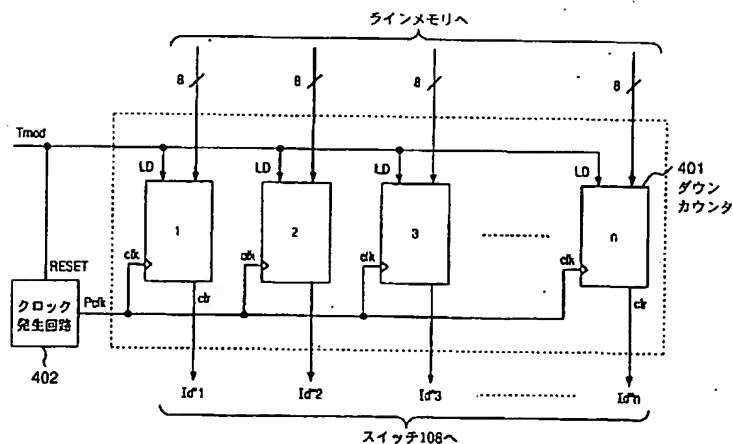 ラインメモリへ
8 8 8 8
Tmod
LD LD LD LD
401
ダウン
カウンタ
1 2 3 n
clk clk clk clk
RESET
Pclk
clr clr
クロック
発生回路
402
Id"1 Id"2 Id"3 Id"n
スイッチ108へ